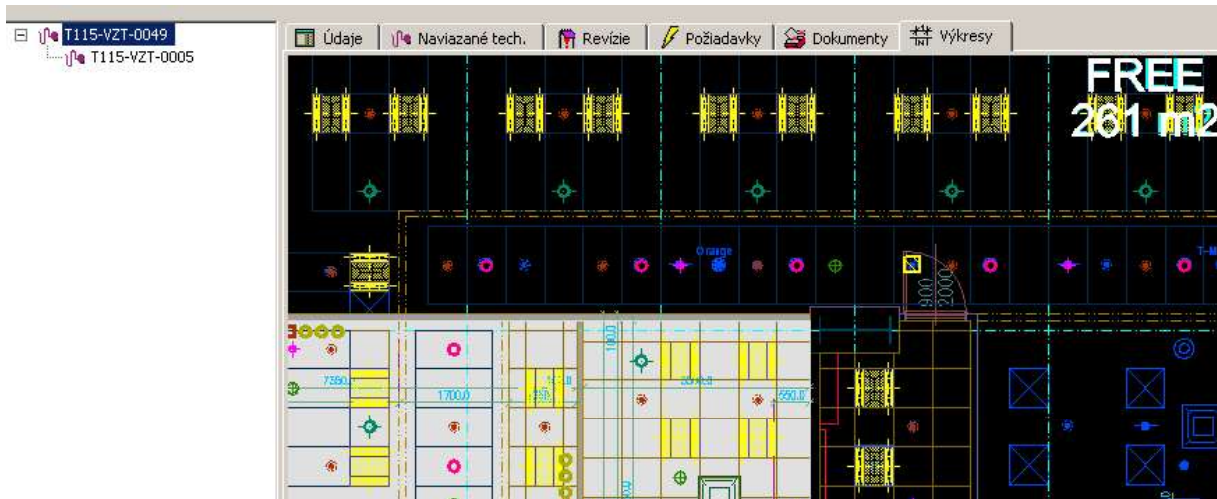 T115-VZT-0049
T115-VZT-0005
Údaje
Naviazané tech.
Revízie
Požiadavky
Dokumenty
Výkresy
FREE
261 m2
Orange
T-M
900
2000
1700.0